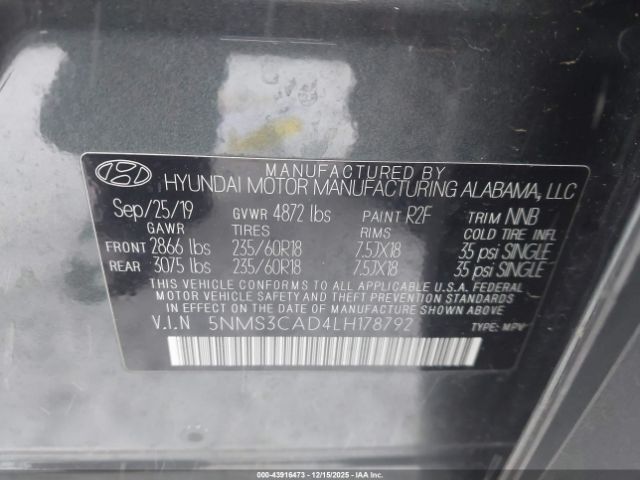 MANUFACTURED BY
HYUNDAI MOTOR MANUFACTURING ALABAMA, LLC
Sep/25/19 GVWR 4872 lbs PAINT R2F TRIM NNB
GAWR TIRES RIMS COLD TIRE INFL
FRONT 2866 lbs 235/60R18 7.5JX18 35 psi SINGLE
REAR 3075 lbs 235/60R18 7.5JX18 35 psi SINGLE
THIS VEHICLE CONFORMS TO ALL APPLICABLE U.S.A. FEDERAL
MOTOR VEHICLE SAFETY AND THEFT PREVENTION STANDARDS
IN EFFECT ON THE DATE OF MANUFACTURE SHOWN ABOVE
V.I.N 5NMS3CAD4LH178792 TYPE: MPV
000-43916473 - 12/15/2025 - IAAI.COM